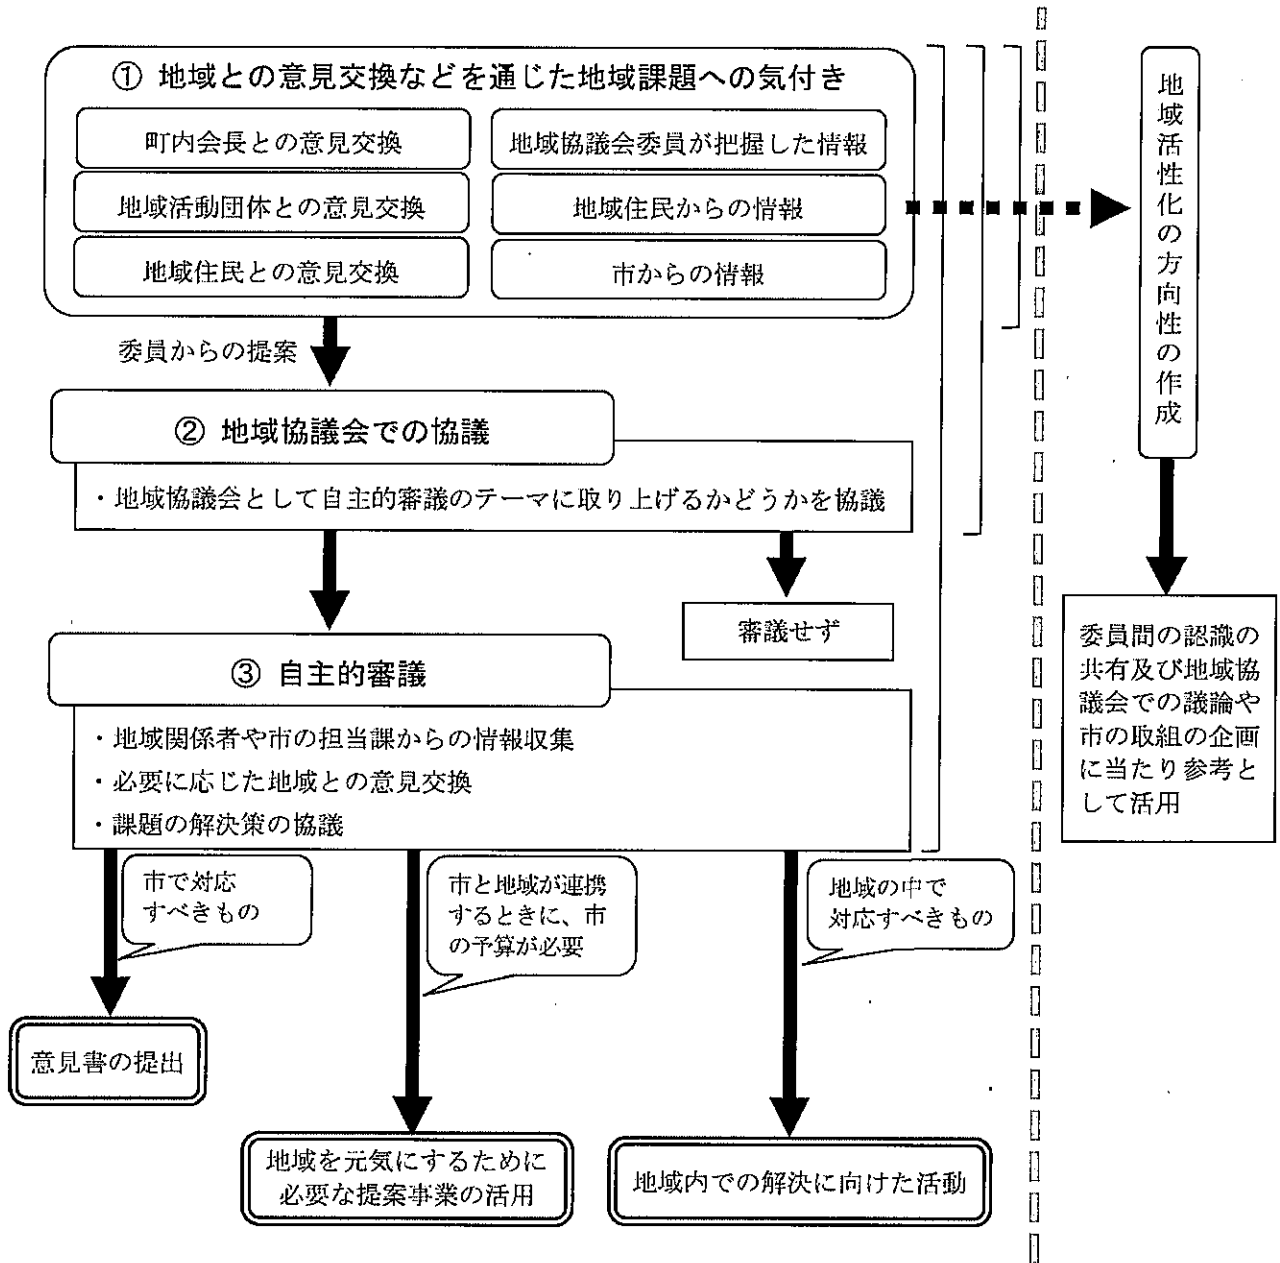 ① 地域との意見交換などを通じた地域課題への気付き
町内会長との意見交換
地域協議会委員が把握した情報
地域活動団体との意見交換
地域住民からの情報
地域住民との意見交換
市からの情報
委員からの提案
② 地域協議会での協議
・地域協議会として自主的審議のテーマに取り上げるかどうかを協議
審議せず
③ 自主的審議
・地域関係者や市の担当課からの情報収集
・必要に応じた地域との意見交換
・課題の解決策の協議
市で対応
すべきもの
市と地域が連携
するときに、市
の予算が必要
地域の中で
対応すべきもの
意見書の提出
地域を元気にするために
必要な提案事業の活用
地域内での解決に向けた活動
地域活性化の方向性の作成
委員間の認識の
共有及び地域協
議会での議論や
市の取組の企画
に当たり参考と
して活用